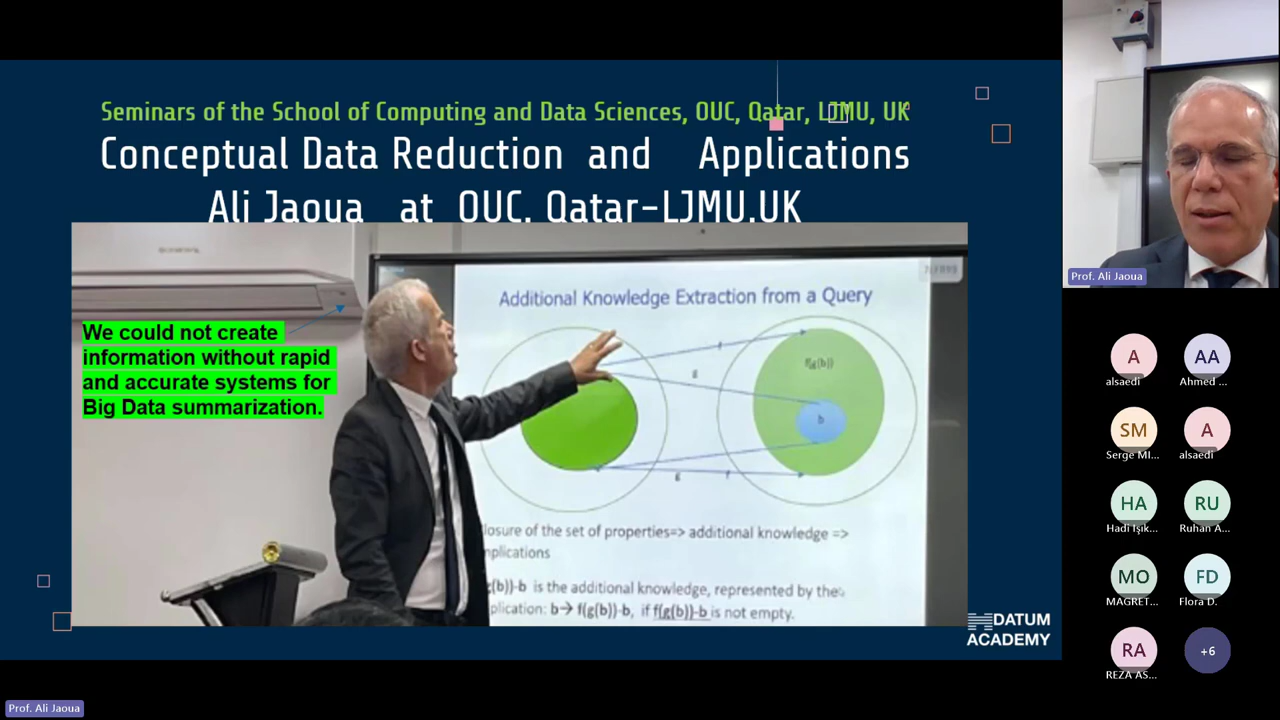 Seminars of the School of Computing and Data Sciences, OUC, Qatar, LJMU, UK
Conceptual Data Reduction and Applications
Ali Jaoua at OUC, Qatar-LJMU,UK
We could not create
information without rapid
and accurate systems for
Big Data summarization.
Additional Knowledge Extraction from a Query
f
g
b
g
f
losure of the set of properties=> additional knowledge =>
plications
(b))-b is the additional knowledge, represented by the
plication: b→ f(g(b))-b, if f(g(b))-b is not empty.
DATUM
ACADEMY
Prof. Ali Jaoua
A
alsaedi
AA
Ahmed ...
SM
Serge MI...
A
alsaedi
HA
Hadi Işık...
RU
Ruhan A...
MO
MAGRET...
FD
Flora D.
RA
REZA AS...
+6
Prof. Ali Jaoua